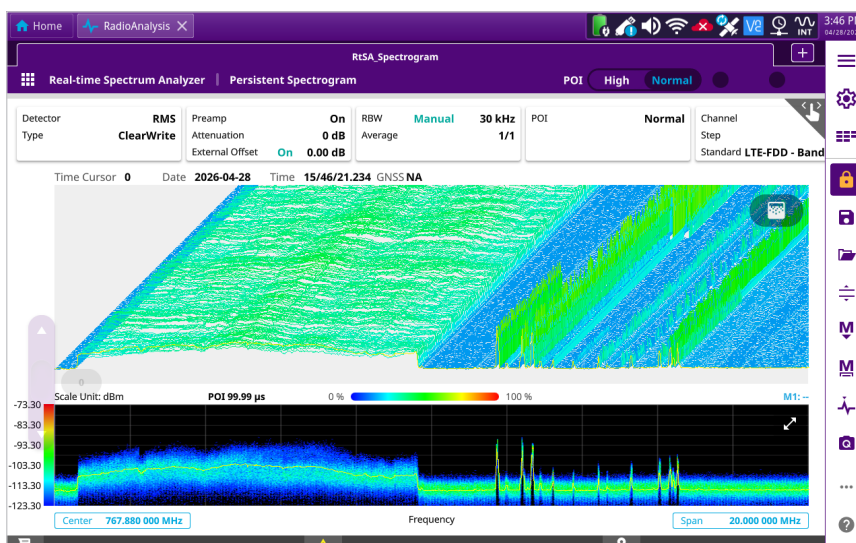 Home RadioAnalysis 3:46 P
INT 04/28/20
RtSA_Spectrogram
Real-time Spectrum Analyzer | Persistent Spectrogram POI High Normal
Detector RMS Preamp On RBW Manual 30 kHz POI Normal Channel
Type ClearWrite Attenuation 0 dB Average 1/1 Step
External Offset On 0.00 dB Standard LTE-FDD - Band
Time Cursor 0 Date 2026-04-28 Time 15/46/21.234 GNSS NA
0
Scale Unit: dBm POI 99.99 µs 0 % 100 % M1: --
-73.30
-83.30
-93.30
-103.30
-113.30
-123.30
Center 767.880 000 MHz Frequency Span 20.000 000 MHz